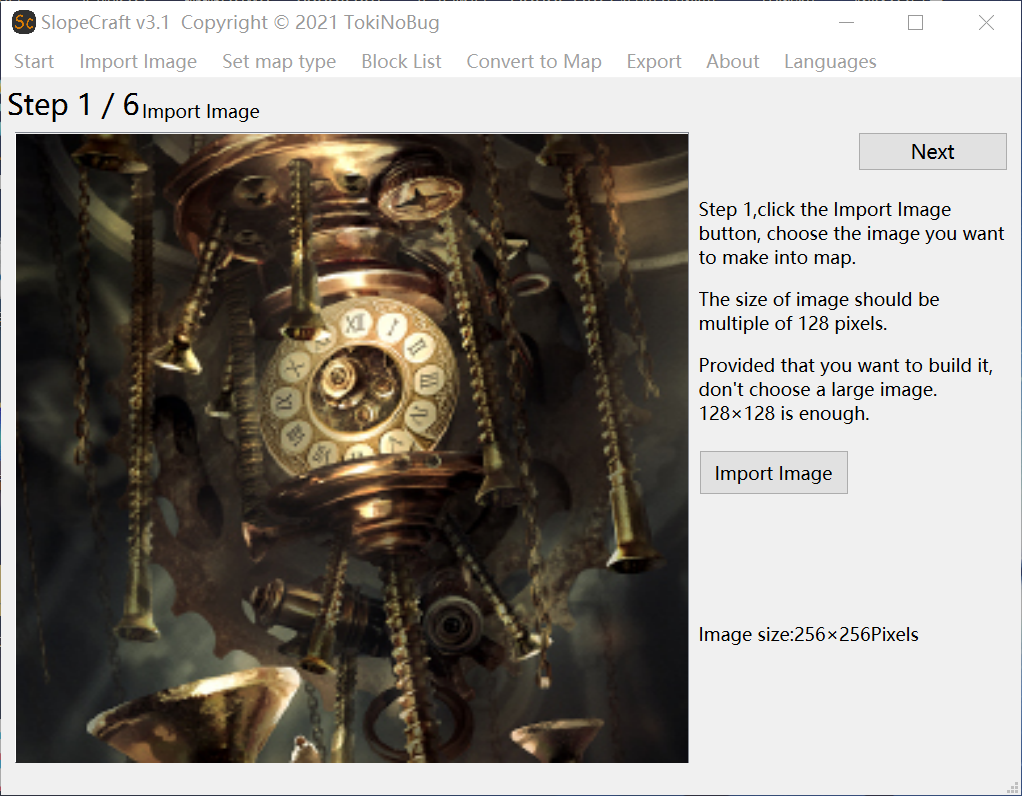 Sc SlopeCraft v3.1  Copyright © 2021 TokiNoBug
Start Import Image Set map type Block List Convert to Map Export About Languages
Step 1 / 6 Import Image
Next
Step 1,click the Import Image
button, choose the image you want
to make into map.
The size of image should be
multiple of 128 pixels.
Provided that you want to build it,
don't choose a large image.
128×128 is enough.
Import Image
Image size:256×256Pixels
XII
I
II
III